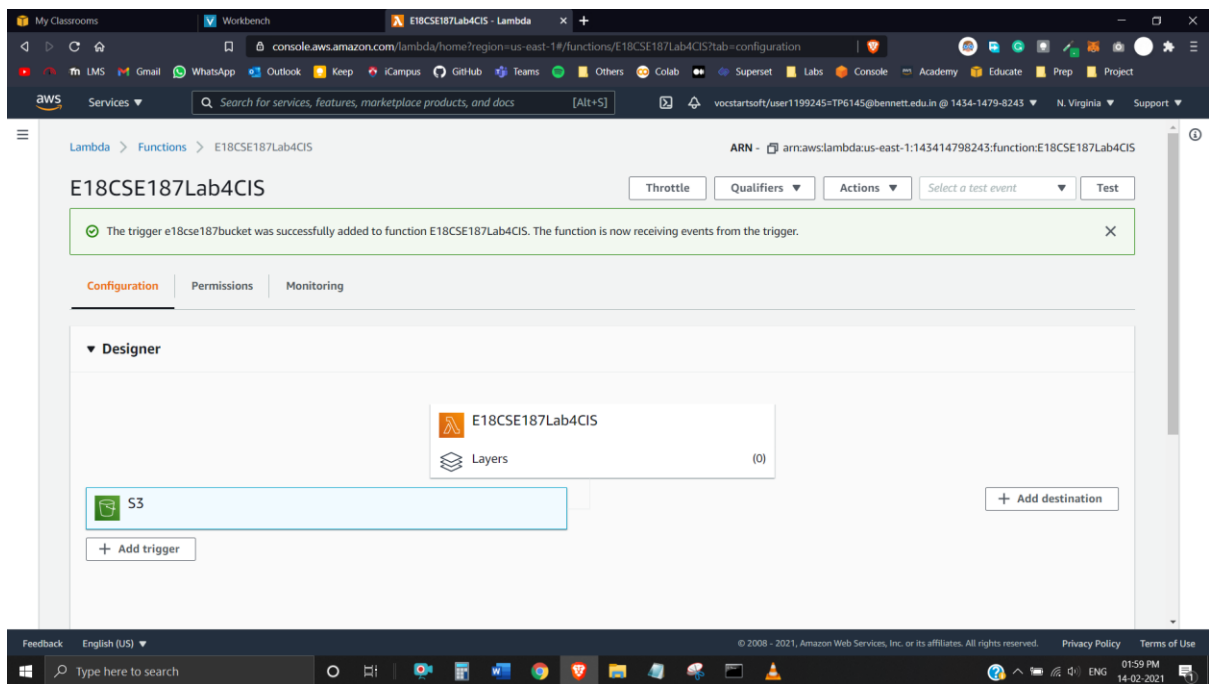 My Classrooms
Workbench
E18CSE187Lab4CIS - Lambda
console.aws.amazon.com/lambda/home?region=us-east-1#/functions/E18CSE187Lab4CIS?tab=configuration
LMS Gmail WhatsApp Outlook Keep iCampus GitHub Teams Others Colab Superset Labs Console Academy Educate Prep Project
aws Services ▼ Search for services, features, marketplace products, and docs [Alt+S] vocstartsoft/user1199245=TP6145@bennett.edu.in @ 1434-1479-8243 ▼ N. Virginia ▼ Support ▼
Lambda > Functions > E18CSE187Lab4CIS
ARN - arn:aws:lambda:us-east-1:143414798243:function:E18CSE187Lab4CIS
E18CSE187Lab4CIS
Throttle Qualifiers ▼ Actions ▼ Select a test event ▼ Test
The trigger e18cse187bucket was successfully added to function E18CSE187Lab4CIS. The function is now receiving events from the trigger.
Configuration Permissions Monitoring
▼ Designer
E18CSE187Lab4CIS
Layers (0)
S3
+ Add destination
+ Add trigger
Feedback English (US) ▼ © 2008 - 2021, Amazon Web Services, Inc. or its affiliates. All rights reserved. Privacy Policy Terms of Use
Type here to search
ENG
01:59 PM
14-02-2021